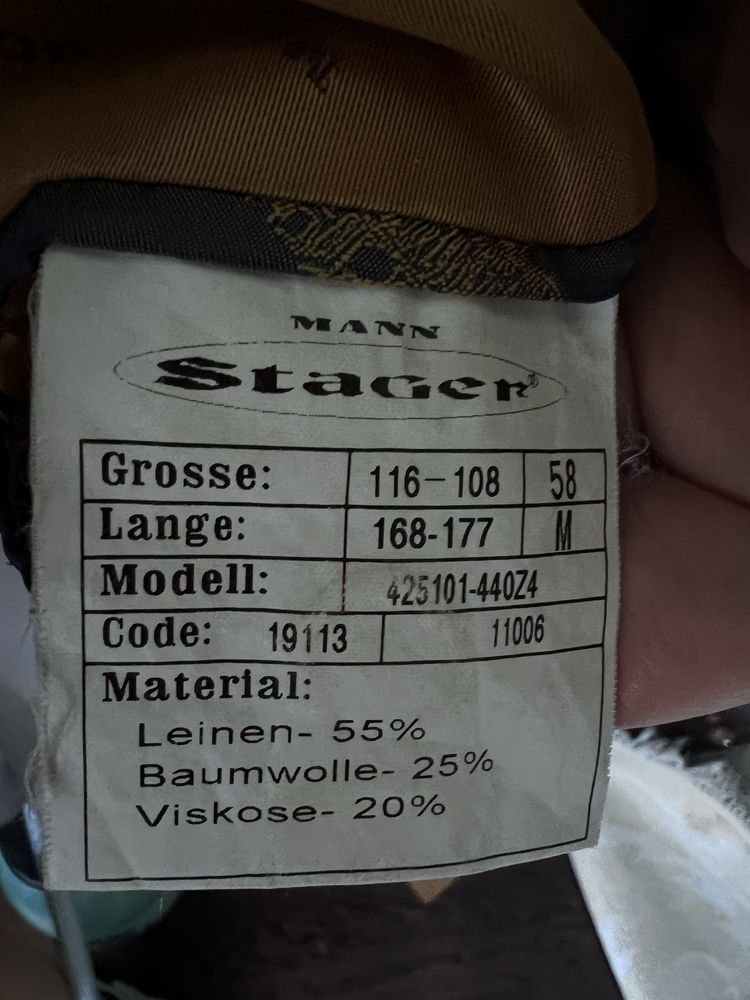 MANN
Stager®
Grosse: 116-108 58
Lange: 168-177 M
Modell: 425101-440Z4
Code: 19113 11006
Material:
Leinen- 55%
Baumwolle- 25%
Viskose- 20%